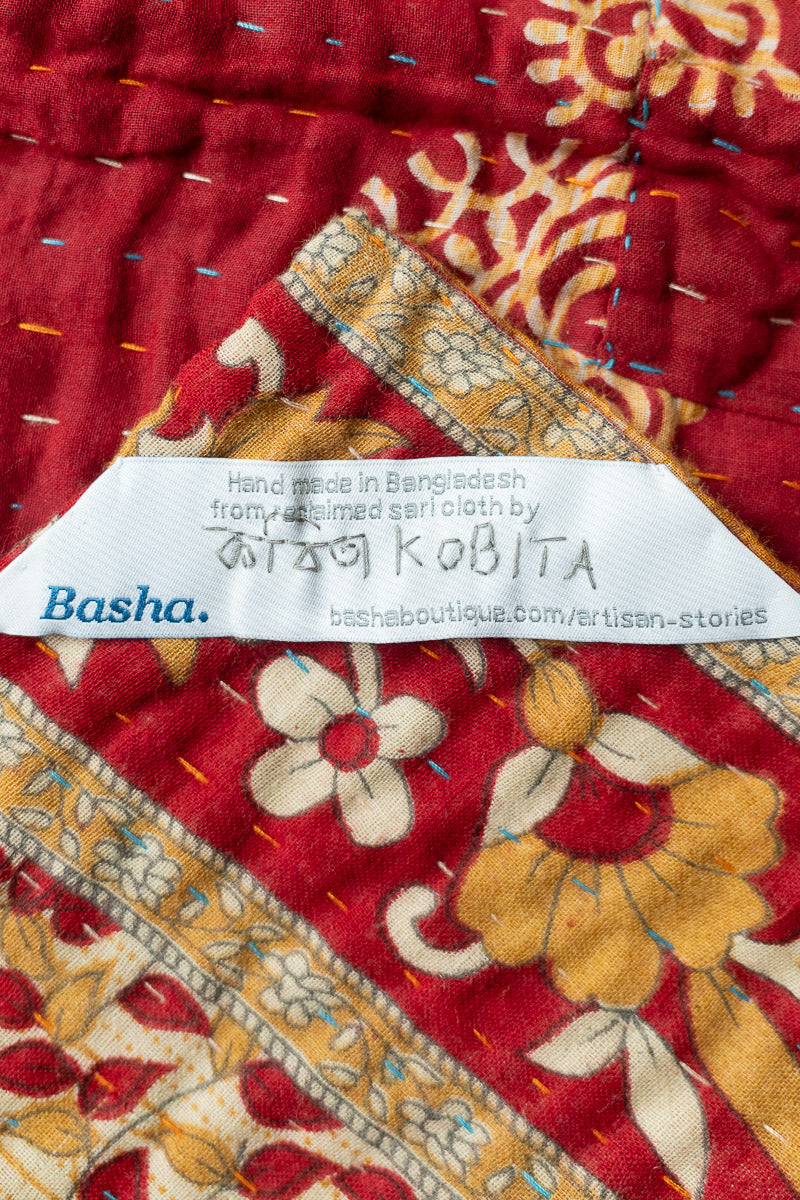 Hand made in Bangladesh
from reclaimed sari cloth by
কবিতা KOBITA
Basha.
bashaboutique.com/artisan-stories